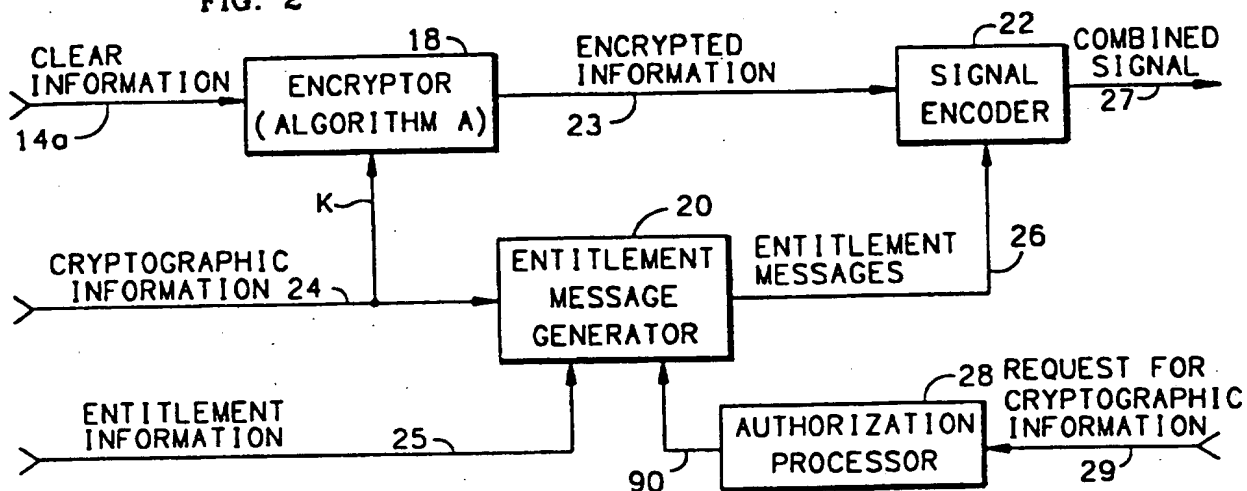 FIG. 2
CLEAR
INFORMATION
14a
18
ENCRYPTOR
(ALGORITHM A)
ENCRYPTED
INFORMATION
23
22
SIGNAL
ENCODER
COMBINED
SIGNAL
27
K
CRYPTOGRAPHIC
INFORMATION 24
20
ENTITLEMENT
MESSAGE
GENERATOR
ENTITLEMENT
MESSAGES
26
ENTITLEMENT
INFORMATION
25
90
28
AUTHORIZATION
PROCESSOR
REQUEST FOR
CRYPTOGRAPHIC
INFORMATION
29